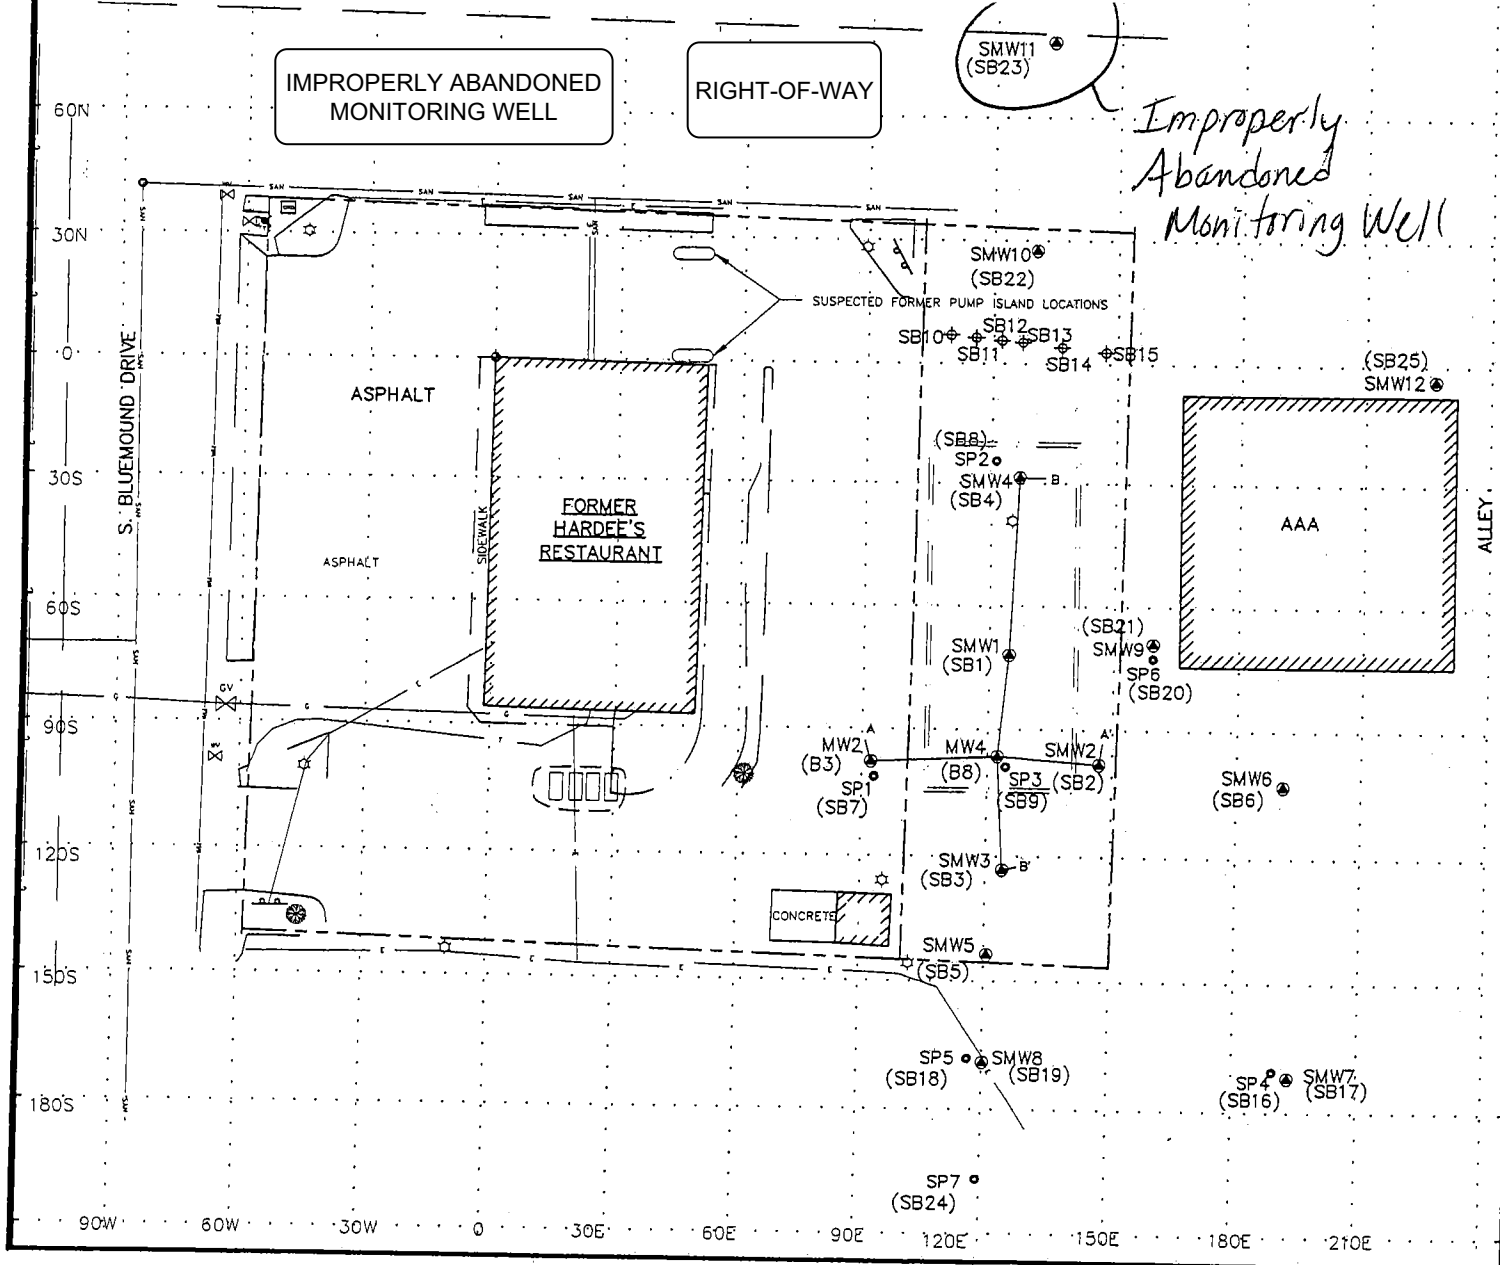 SMW11
(SB23)
IMPROPERLY ABANDONED
MONITORING WELL
RIGHT-OF-WAY
Improperly
Abandoned
Monitoring Well
60N
SAN
SAN
SAN
SAN
SAN
30N
SMW10
(SB22)
SUSPECTED FORMER PUMP ISLAND LOCATIONS
SB10
SB11
SB12
SB13
SB14
SB15
0
S. BLUEMOUND DRIVE
ASPHALT
(SB25)
SMW12
(SB8)
SP2
SMW4
(SB4)
B
30S
FORMER
HARDEE'S
RESTAURANT
SIDEWALK
ASPHALT
AAA
ALLEY
60S
(SB21)
SMW9
SP6
(SB20)
SMW1
(SB1)
GV
G
G
G
90S
A
MW2
(B3)
SP1
(SB7)
MW4
(B8)
SP3
(SB9)
A'
SMW2
(SB2)
SMW6
(SB6)
120S
SMW3
(SB3)
B'
CONCRETE
SMW5
(SB5)
E
E
E
E
150S
SP5
(SB18)
SMW8
(SB19)
SP4
(SB16)
SMW7
(SB17)
180S
SP7
(SB24)
90W
60W
30W
0
30E
60E
90E
120E
150E
180E
210E